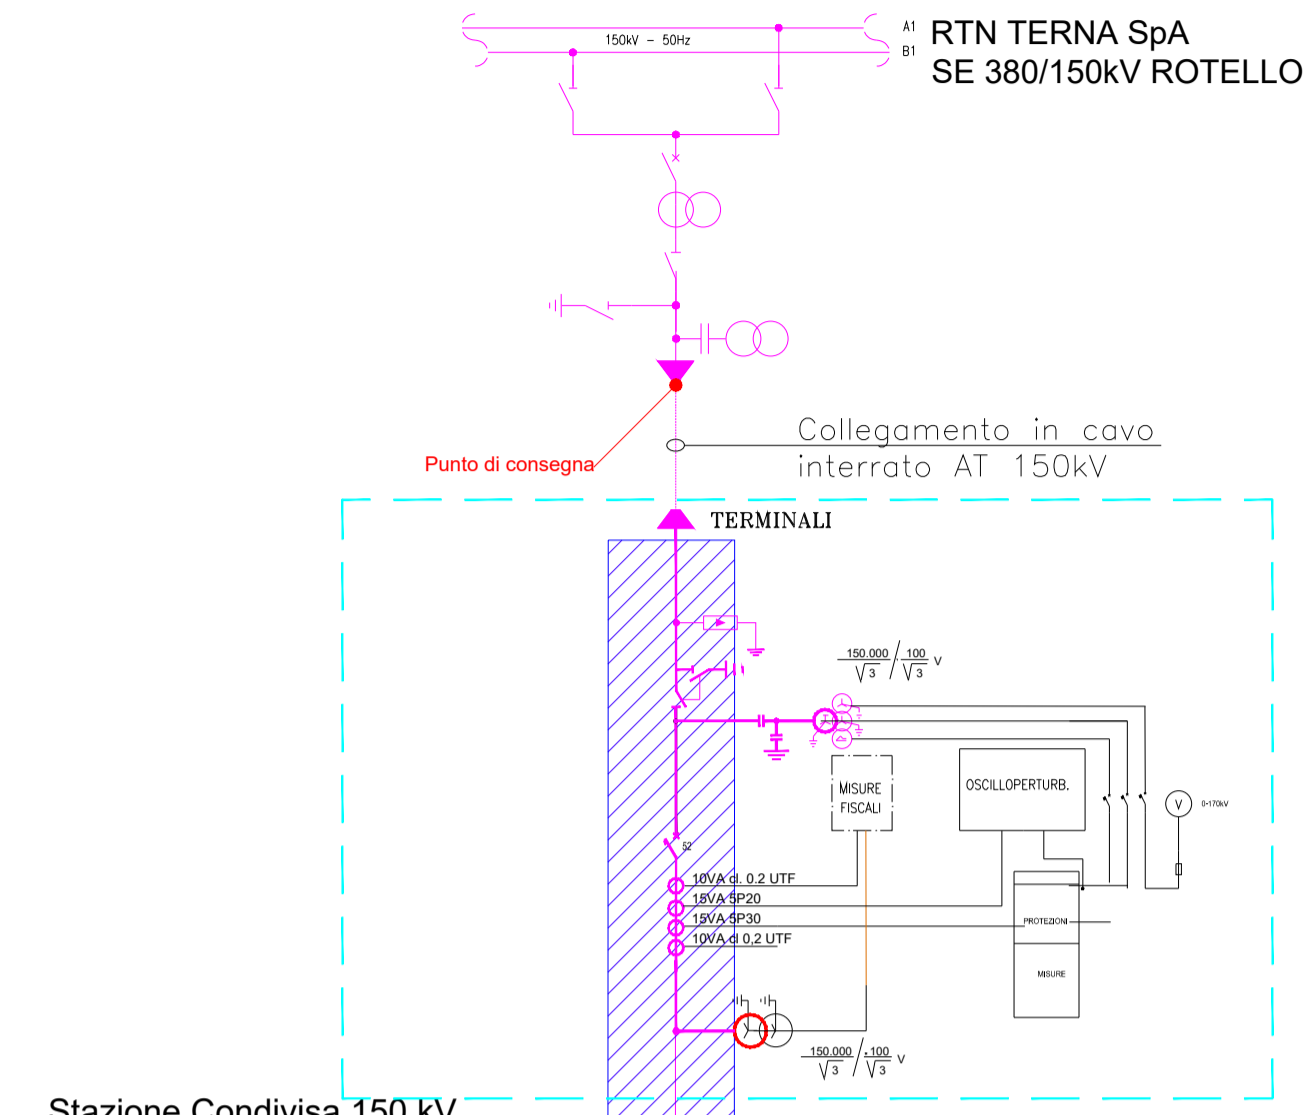 A1
RTN TERNA SpA
150kV - 50Hz
B1
SE 380/150kV ROTELLO
Collegamento in cavo
Punto di consegna
interrato AT 150kV
TERMINALI
150.000/√3 / 100/√3 V
MISURE
FISCALI
OSCILLOPERTURB.
V
0-170kV
52
10VA cl. 0.2 UTF
15VA 5P20
15VA 5P30
PROTEZIONI
10VA cl 0,2 UTF
MISURE
150.000/√3 / 100/√3 V
Stazione Condivisa 150 kV